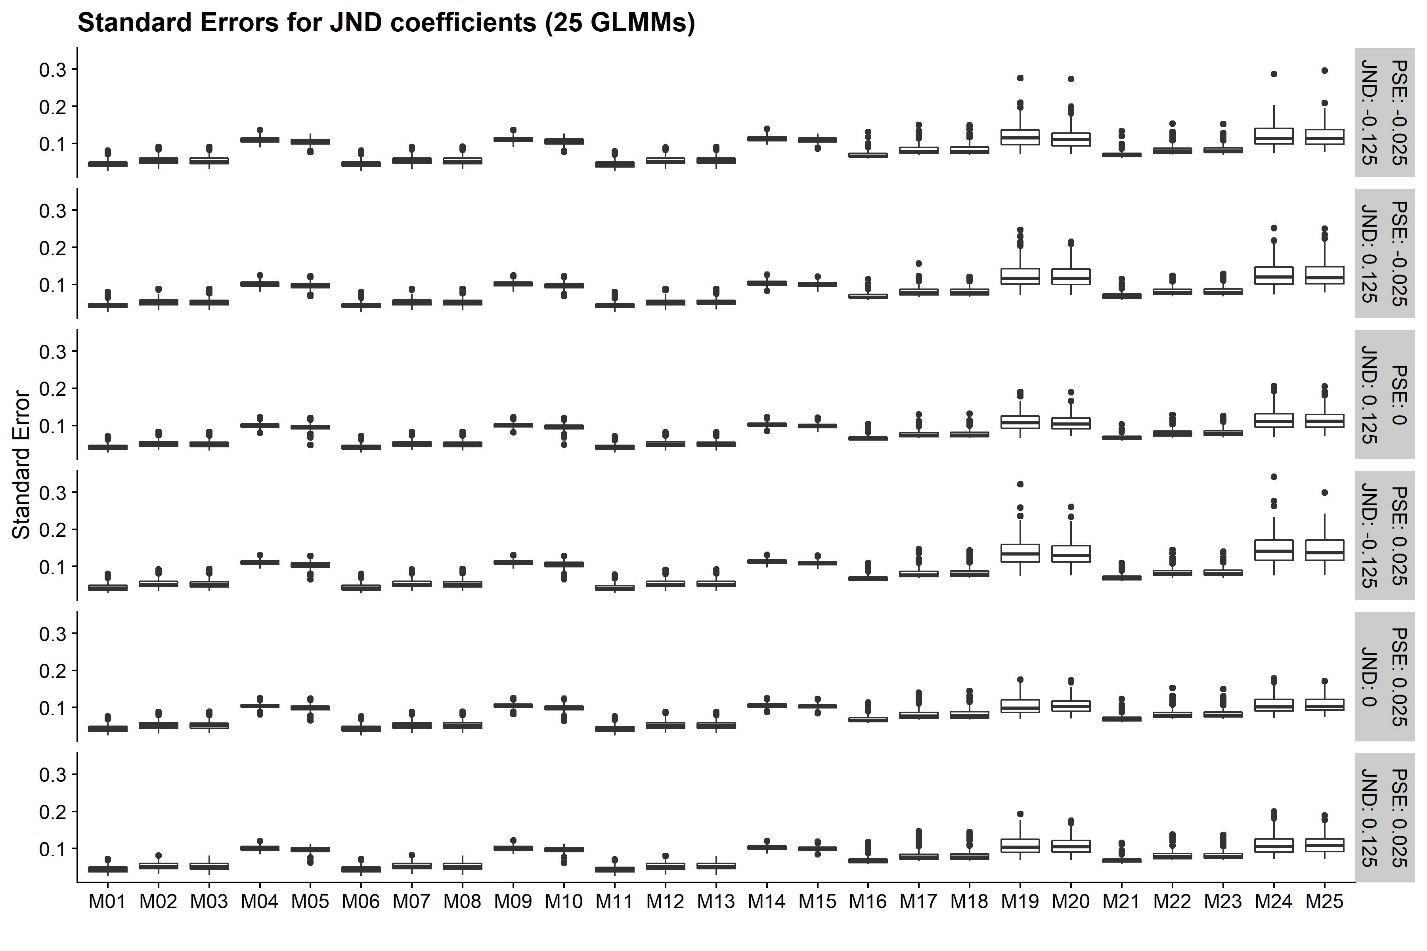 Standard Errors for JND coefficients (25 GLMMs)
Standard Error
0.3
0.2
0.1
PSE: -0.025
JND: -0.125
0.3
0.2
0.1
PSE: -0.025
JND: 0.125
0.3
0.2
0.1
PSE: 0
JND: 0.125
0.3
0.2
0.1
PSE: 0.025
JND: -0.125
0.3
0.2
0.1
PSE: 0.025
JND: 0
0.3
0.2
0.1
PSE: 0.025
JND: 0.125
M01 M02 M03 M04 M05 M06 M07 M08 M09 M10 M11 M12 M13 M14 M15 M16 M17 M18 M19 M20 M21 M22 M23 M24 M25